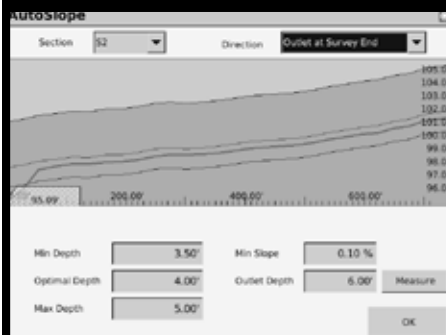 AutoSlope
Section S2 Direction Outlet at Survey End
105.0
104.0
103.0
102.0
101.0
100.0
99.0
98.0
97.0
96.0
95.09' 200.00' 400.00' 600.00'
Min Depth 3.50' Min Slope 0.10 %
Optimal Depth 4.00' Outlet Depth 6.00' Measure
Max Depth 5.00'
OK